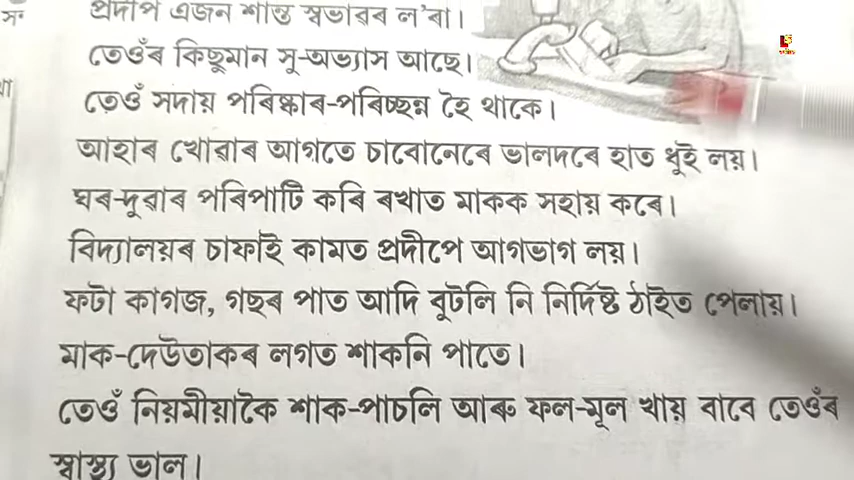 প্ৰদীপ এজন শান্ত স্বভাৱৰ ল'ৰা।
তেওঁৰ কিছুমান সু-অভ্যাস আছে।
তেওঁ সদায় পৰিষ্কাৰ-পৰিচ্ছন্ন হৈ থাকে।
আহাৰ খোৱাৰ আগতে চাবোনেৰে ভালদৰে হাত ধুই লয়।
ঘৰ-দুৱাৰ পৰিপাটি কৰি ৰখাত মাকক সহায় কৰে।
বিদ্যালয়ৰ চাফাই কামত প্ৰদীপে আগভাগ লয়।
ফটা কাগজ, গছৰ পাত আদি বুটলি নি নিৰ্দিষ্ট ঠাইত পেলায়।
মাক-দেউতাকৰ লগত শাকনি পাতে।
তেওঁ নিয়মীয়াকৈ শাক-পাচলি আৰু ফল-মূল খায় বাবে তেওঁৰ
স্বাস্থ্য ভাল।